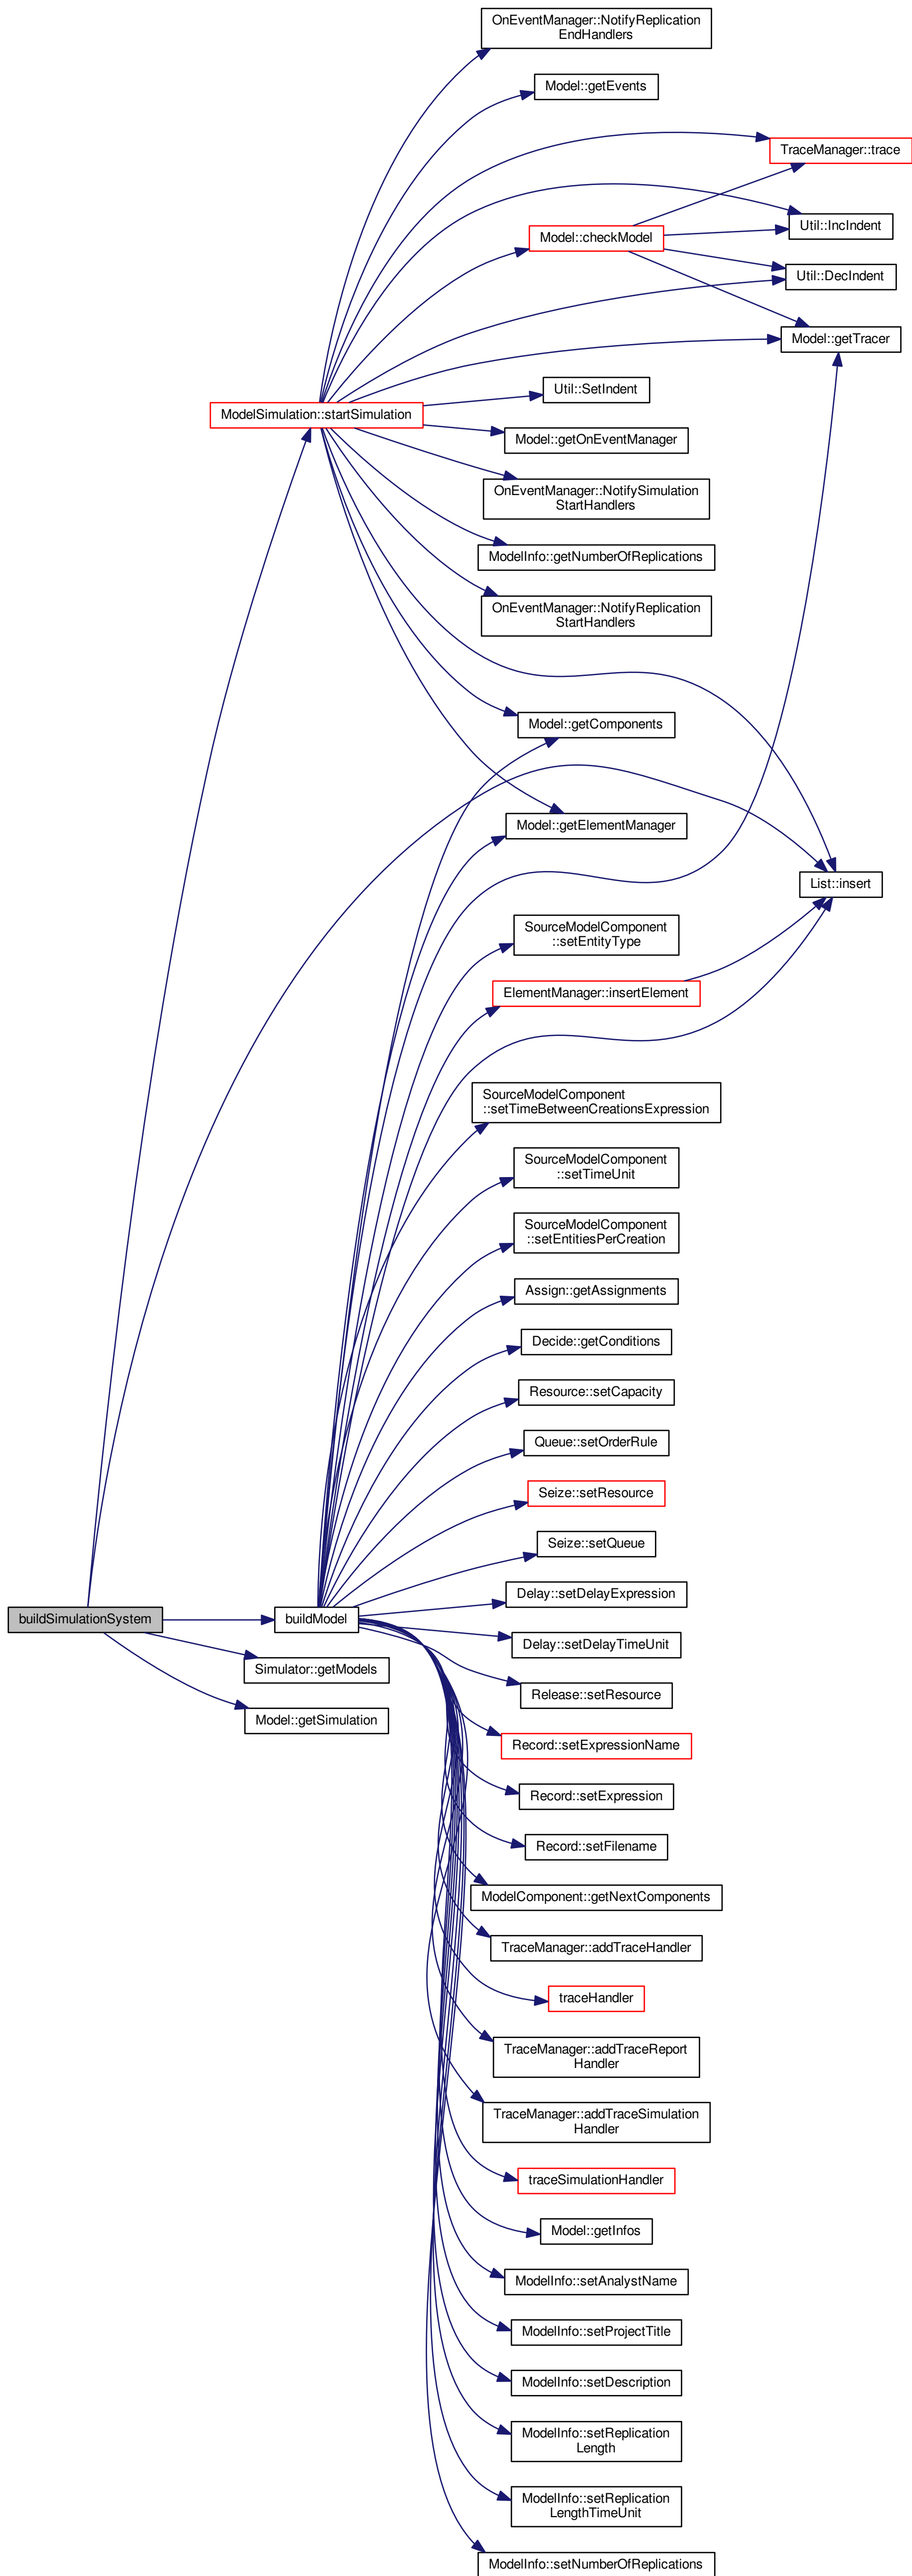 OnEventManager::NotifyReplication
EndHandlers
Model::getEvents
TraceManager::trace
Util::IncIndent
Model::checkModel
Util::DecIndent
Model::getTracer
Util::SetIndent
ModelSimulation::startSimulation
Model::getOnEventManager
OnEventManager::NotifySimulation
StartHandlers
ModelInfo::getNumberOfReplications
OnEventManager::NotifyReplication
StartHandlers
Model::getComponents
Model::getElementManager
List::insert
SourceModelComponent
::setEntityType
ElementManager::insertElement
SourceModelComponent
::setTimeBetweenCreationsExpression
SourceModelComponent
::setTimeUnit
SourceModelComponent
::setEntitiesPerCreation
Assign::getAssignments
Decide::getConditions
Resource::setCapacity
Queue::setOrderRule
Seize::setResource
Seize::setQueue
Delay::setDelayExpression
buildSimulationSystem
buildModel
Delay::setDelayTimeUnit
Simulator::getModels
Release::setResource
Model::getSimulation
Record::setExpressionName
Record::setExpression
Record::setFilename
ModelComponent::getNextComponents
TraceManager::addTraceHandler
traceHandler
TraceManager::addTraceReport
Handler
TraceManager::addTraceSimulation
Handler
traceSimulationHandler
Model::getInfos
ModelInfo::setAnalystName
ModelInfo::setProjectTitle
ModelInfo::setDescription
ModelInfo::setReplication
Length
ModelInfo::setReplication
LengthTimeUnit
ModelInfo::setNumberOfReplications